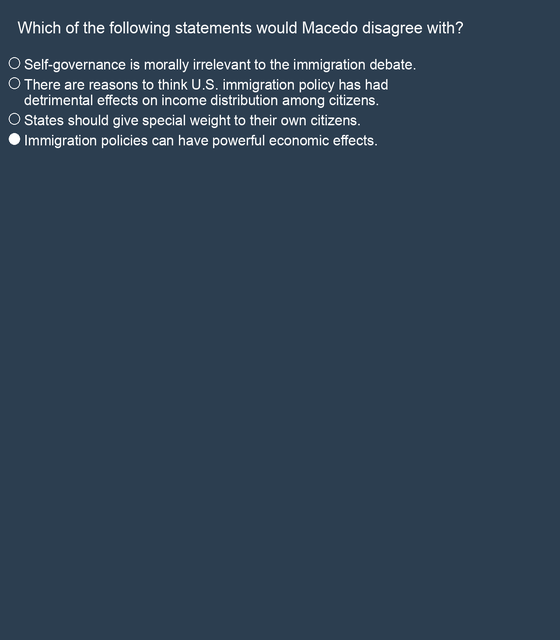 Which of the following statements would Macedo disagree with?
Self-governance is morally irrelevant to the immigration debate.
There are reasons to think U.S. immigration policy has had
detrimental effects on income distribution among citizens.
States should give special weight to their own citizens.
Immigration policies can have powerful economic effects.